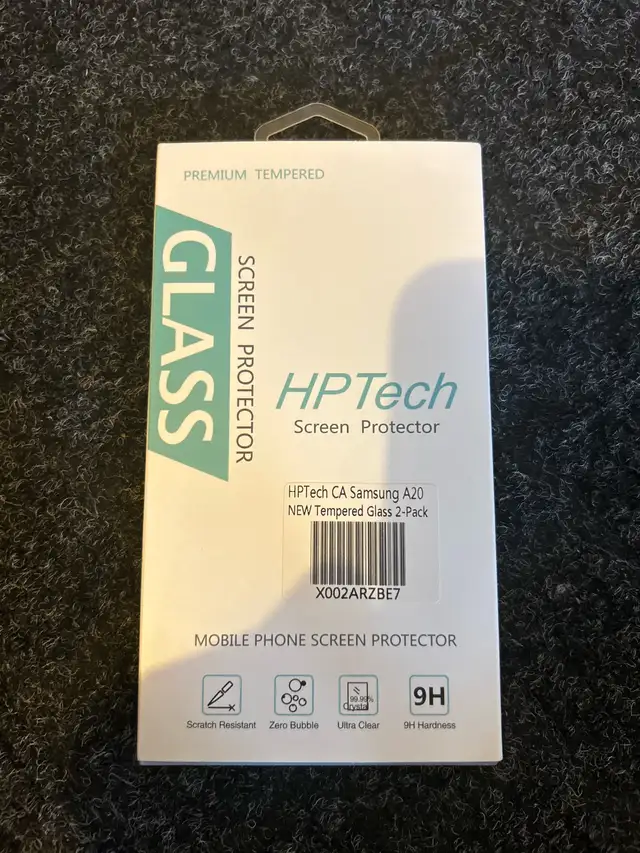 PREMIUM TEMPERED
GLASS
SCREEN PROTECTOR
HPTech
Screen Protector
HPTech CA Samsung A20
NEW Tempered Glass 2-Pack
X002ARZBE7
MOBILE PHONE SCREEN PROTECTOR
99.99%
Crystal
9H
Scratch Resistant
Zero Bubble
Ultra Clear
9H Hardness